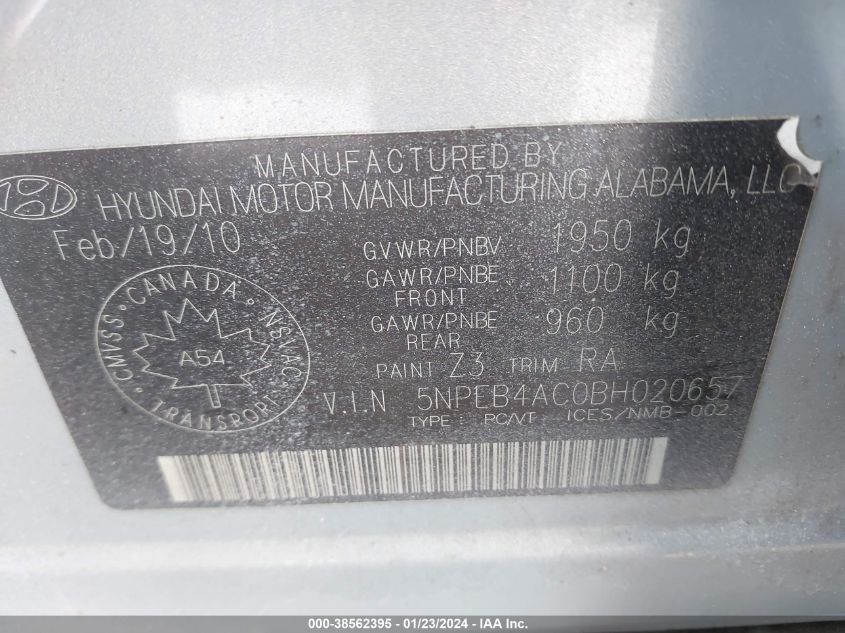 MANUFACTURED BY
HYUNDAI MOTOR MANUFACTURING ALABAMA, LLC
Feb/19/10
GVWR/PNBV 1950 kg
GAWR/PNBE 1100 kg
FRONT
GAWR/PNBE 960 kg
REAR
PAINT Z3 TRIM RA
V.I.N 5NPEB4AC0BH020657
TYPE : PC/VT ICES/NMB-002
CANADA
CMVSS NSVAC
A54
TRANSPORT
000-38562395 - 01/23/2024 - IAA Inc.